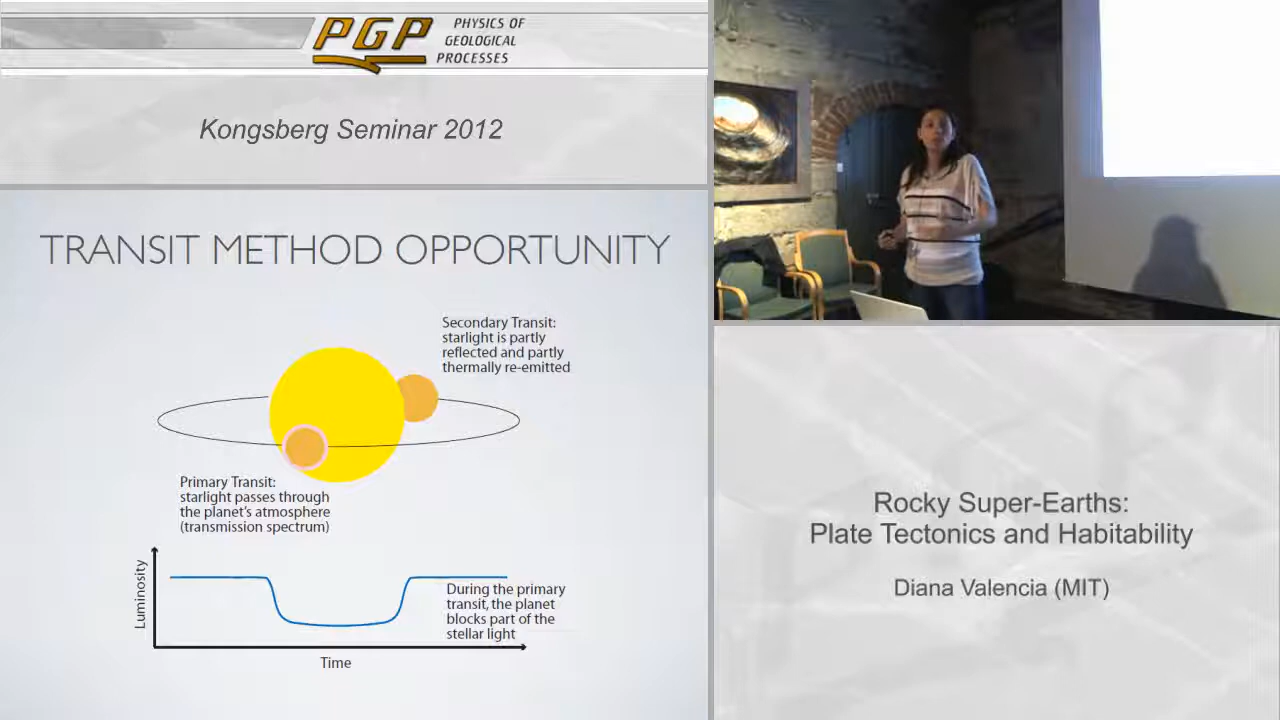 PGP
PHYSICS OF
GEOLOGICAL
PROCESSES
Kongsberg Seminar 2012
TRANSIT METHOD OPPORTUNITY
Secondary Transit:
starlight is partly
reflected and partly
thermally re-emitted
Primary Transit:
starlight passes through
the planet's atmosphere
(transmission spectrum)
Luminosity
During the primary
transit, the planet
blocks part of the
stellar light
Time
Rocky Super-Earths:
Plate Tectonics and Habitability
Diana Valencia (MIT)